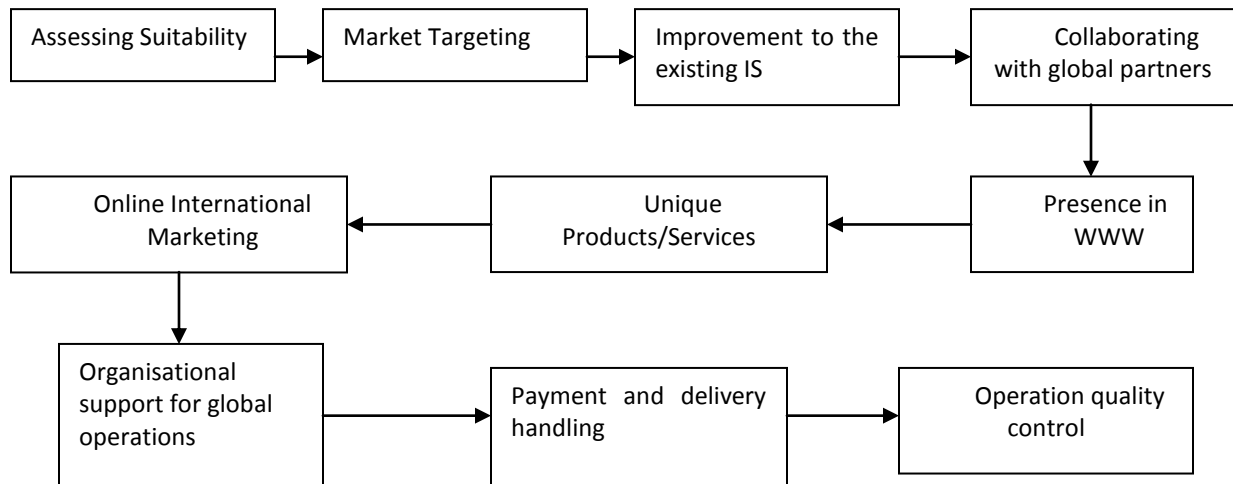 Assessing Suitability
Market Targeting
Improvement to the
existing IS
Collaborating
with global partners
Presence in
WWW
Unique
Products/Services
Online International
Marketing
Organisational
support for global
operations
Payment and delivery
handling
Operation quality
control